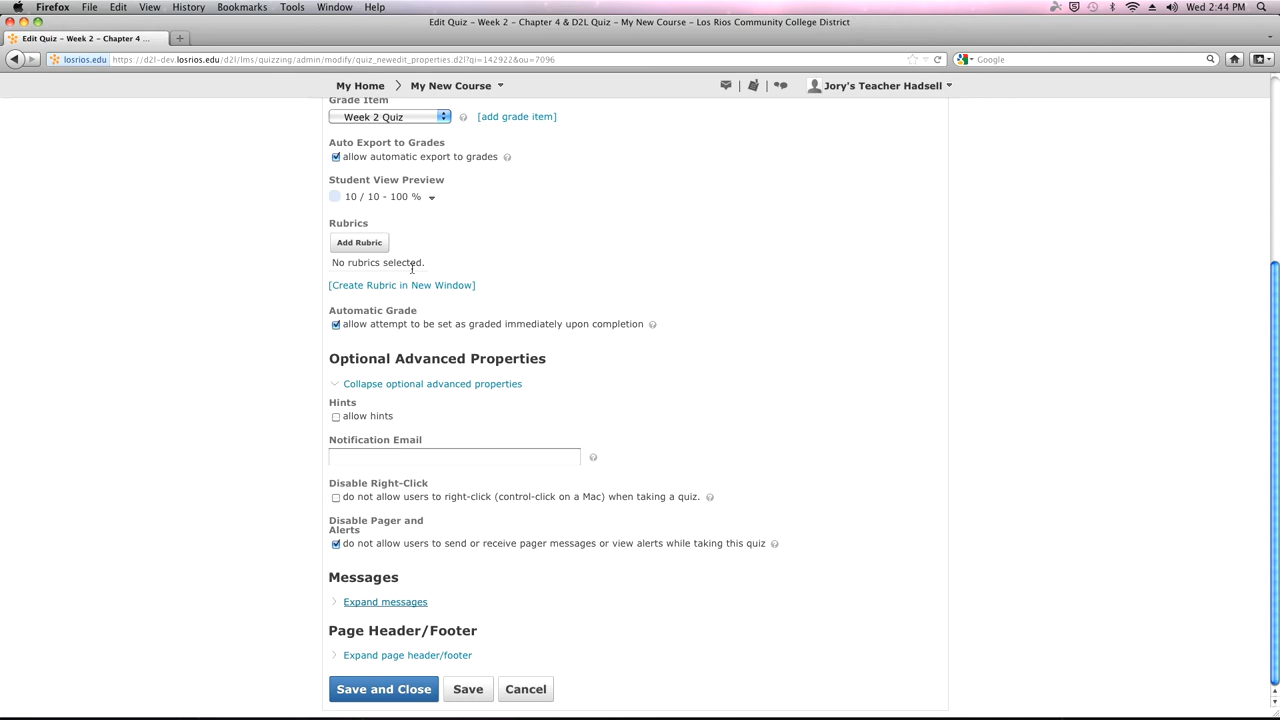 Firefox File Edit View History Bookmarks Tools Window Help Wed 2:44 PM
Edit Quiz - Week 2 - Chapter 4 & D2L Quiz - My New Course - Los Rios Community College District
Edit Quiz - Week 2 - Chapter 4 ...
losrios.edu https://d2l-dev.losrios.edu/d2l/lms/quizzing/admin/modify/quiz_newedit_properties.d2l?qi=142922&ou=7096 Google
My Home My New Course Jory's Teacher Hadsell
Grade Item
Week 2 Quiz [add grade item]
Auto Export to Grades
allow automatic export to grades
Student View Preview
10 / 10 - 100 %
Rubrics
Add Rubric
No rubrics selected.
[Create Rubric in New Window]
Automatic Grade
allow attempt to be set as graded immediately upon completion
Optional Advanced Properties
Collapse optional advanced properties
Hints
allow hints
Notification Email
Disable Right-Click
do not allow users to right-click (control-click on a Mac) when taking a quiz.
Disable Pager and
Alerts
do not allow users to send or receive pager messages or view alerts while taking this quiz
Messages
Expand messages
Page Header/Footer
Expand page header/footer
Save and Close Save Cancel